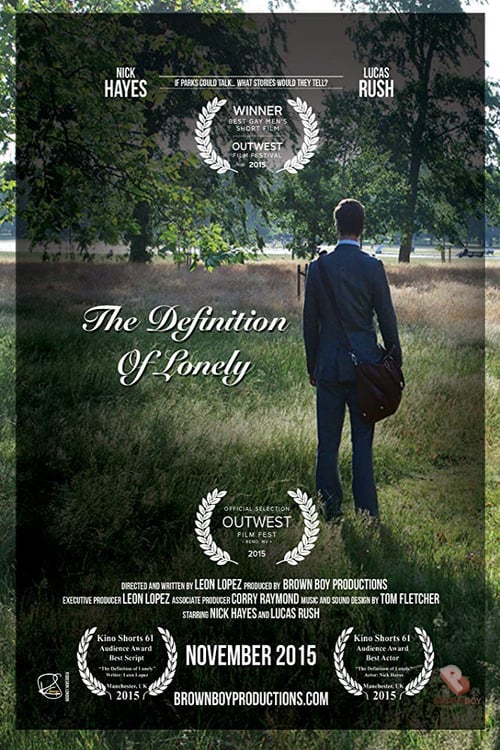 NICK
HAYES
IF PARKS COULD TALK... WHAT STORIES WOULD THEY TELL?
LUCAS
RUSH
WINNER
BEST GAY MEN'S
SHORT FILM
OUTWEST
FILM FESTIVAL
2015
The Definition
Of Lonely
OFFICIAL SELECTION
OUTWEST
FILM FEST
- RENO, NV -
2015
DIRECTED AND WRITTEN BY LEON LOPEZ PRODUCED BY BROWN BOY PRODUCTIONS
EXECUTIVE PRODUCER LEON LOPEZ ASSOCIATE PRODUCER CORRY RAYMOND MUSIC AND SOUND DESIGN BY TOM FLETCHER
STARRING NICK HAYES AND LUCAS RUSH
Kino Shorts 61
Audience Award
Best Script
"The Definition of Lonely"
Writer: Leon Lopez
Manchester, UK
2015
NOVEMBER 2015
BROWNBOYPRODUCTIONS.COM
Kino Shorts 61
Audience Award
Best Actor
"The Definition of Lonely"
Actor: Nick Hayes
Manchester, UK
2015